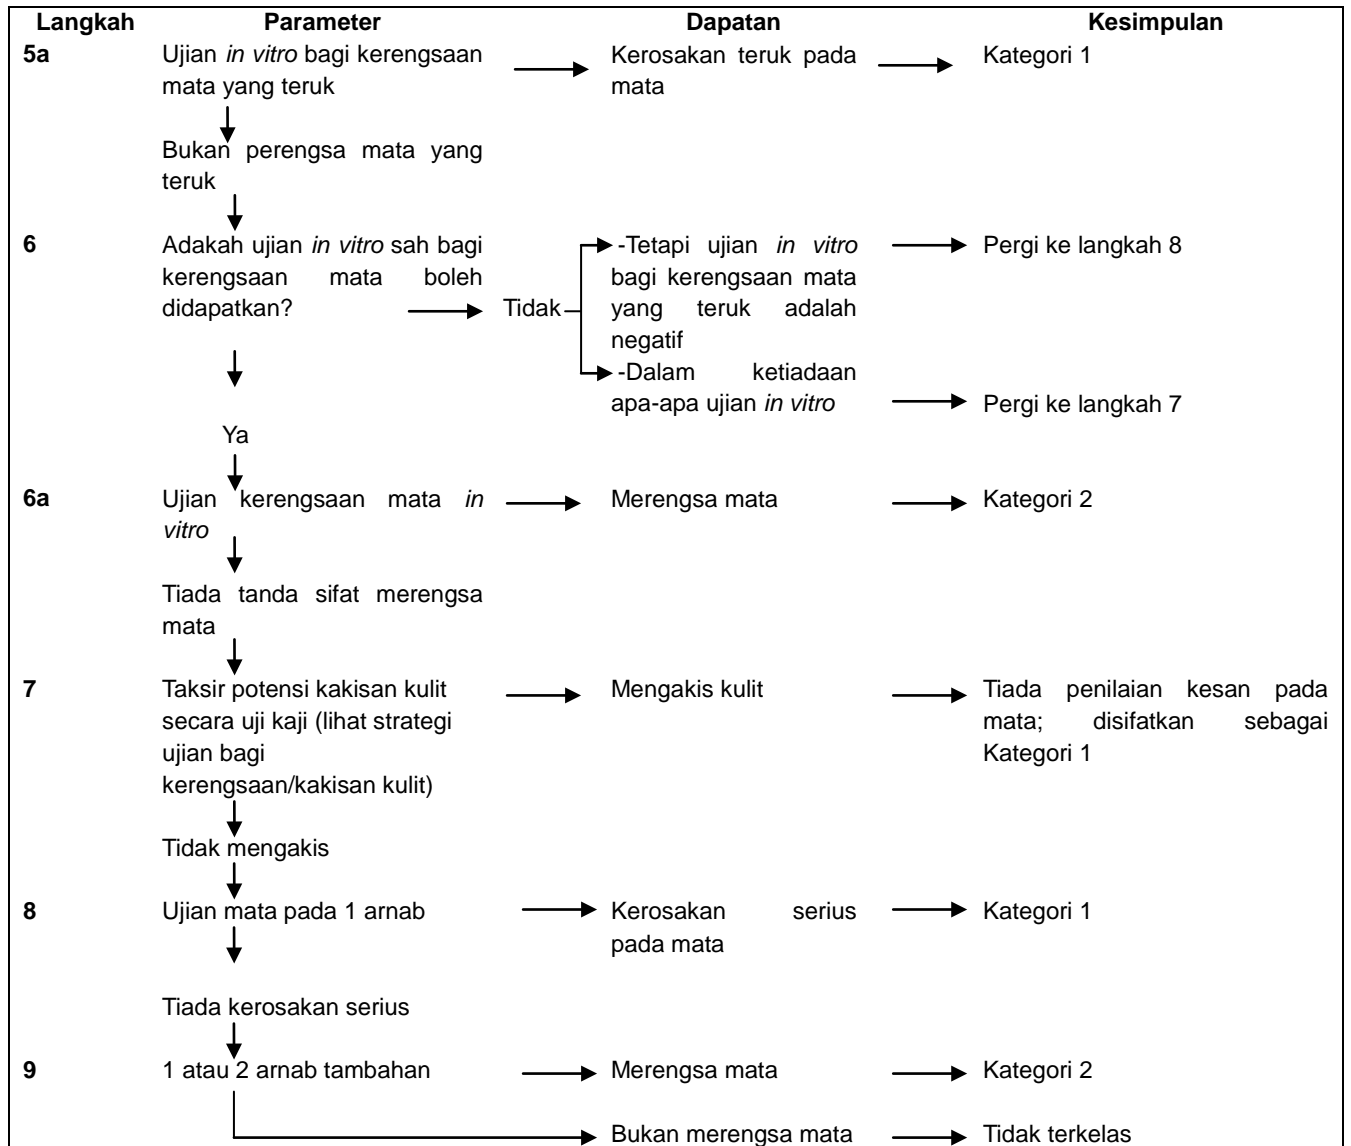 Langkah Parameter Dapatan Kesimpulan
5a Ujian in vitro bagi kerengsaan Kerosakan teruk pada Kategori 1
mata yang teruk mata
Bukan perengsa mata yang
teruk
6 Adakah ujian in vitro sah bagi -Tetapi ujian in vitro Pergi ke langkah 8
kerengsaan mata boleh bagi kerengsaan mata
didapatkan? Tidak yang teruk adalah
negatif
-Dalam ketiadaan
apa-apa ujian in vitro Pergi ke langkah 7
Ya
6a Ujian kerengsaan mata in Merengsa mata Kategori 2
vitro
Tiada tanda sifat merengsa
mata
7 Taksir potensi kakisan kulit Mengakis kulit Tiada penilaian kesan pada
secara uji kaji (lihat strategi mata; disifatkan sebagai
ujian bagi Kategori 1
kerengsaan/kakisan kulit)
Tidak mengakis
8 Ujian mata pada 1 arnab Kerosakan serius Kategori 1
pada mata
Tiada kerosakan serius
9 1 atau 2 arnab tambahan Merengsa mata Kategori 2
Bukan merengsa mata Tidak terkelas